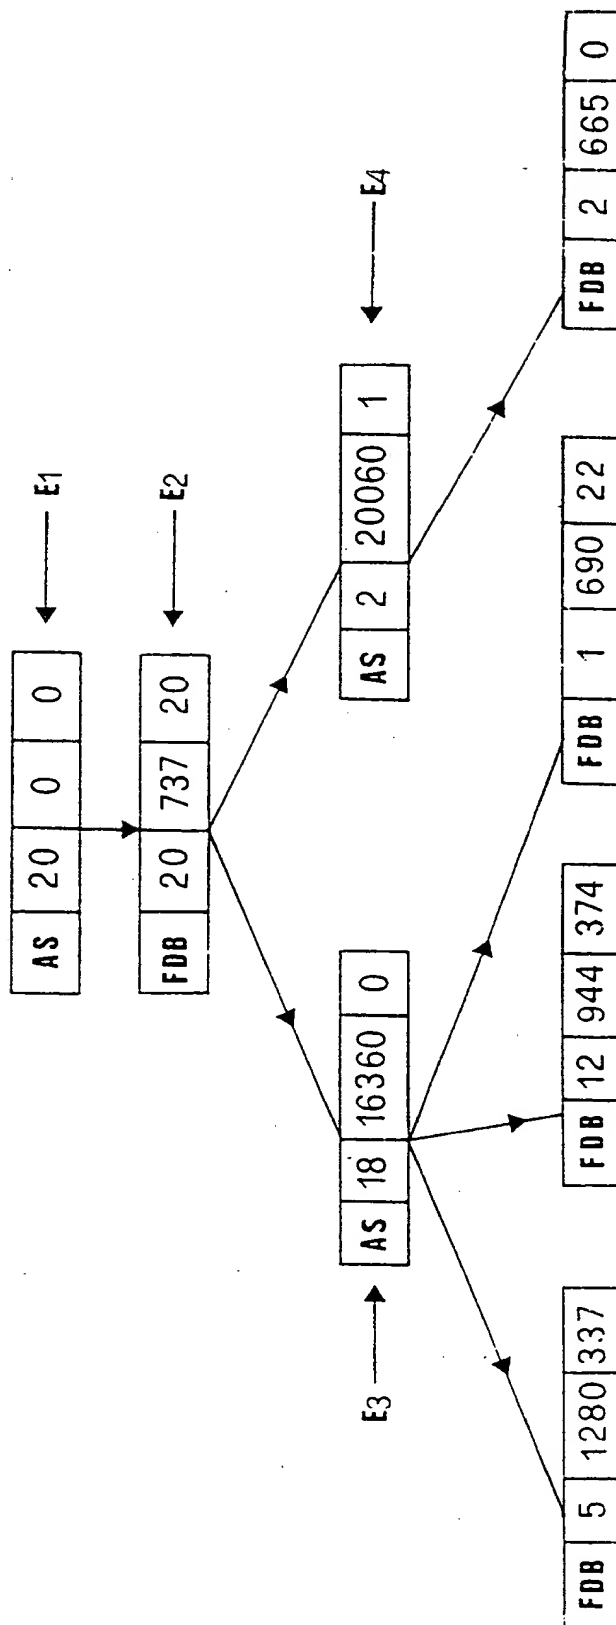 AS 20 0 0 E1
FDB 20 737 20 E2
E3 AS 18 16360 0
AS 2 20060 1 E4
FDB 5 1280 337
FDB 12 944 374
FDB 1 690 22
FDB 2 665 0